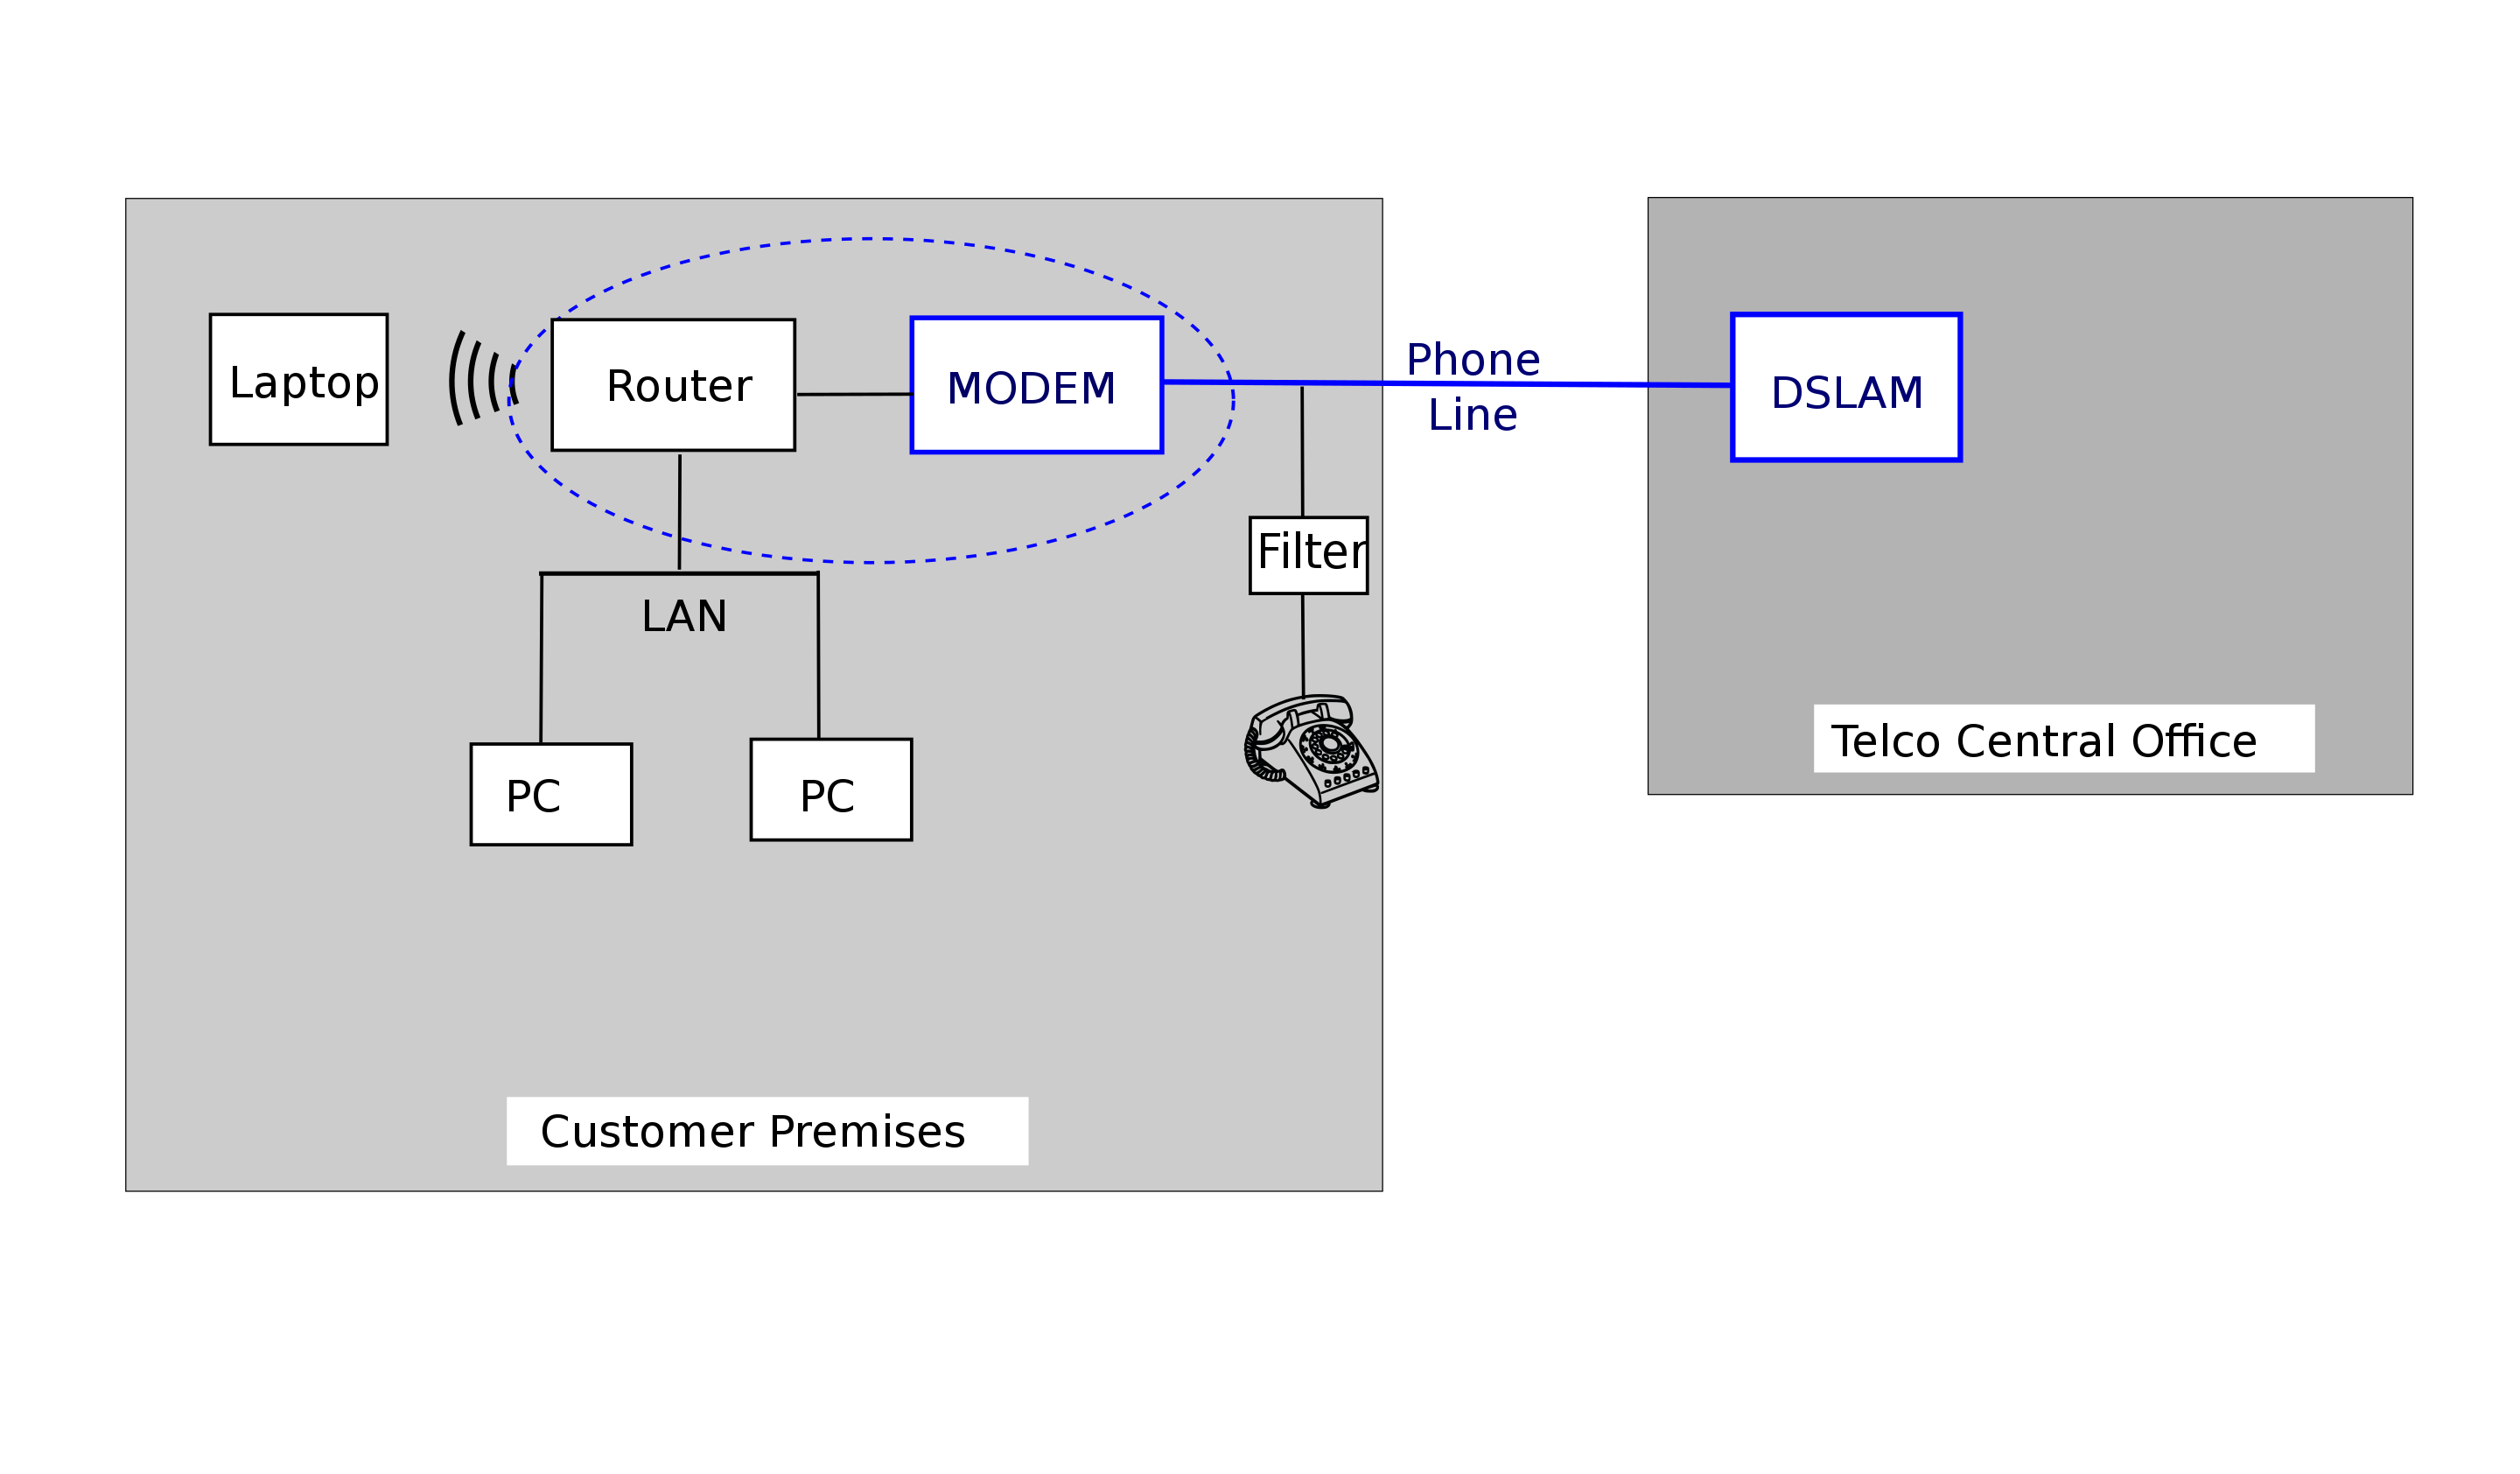 Laptop
Router
MODEM
Phone
Line
DSLAM
Filter
LAN
PC
PC
Telco Central Office
Customer Premises